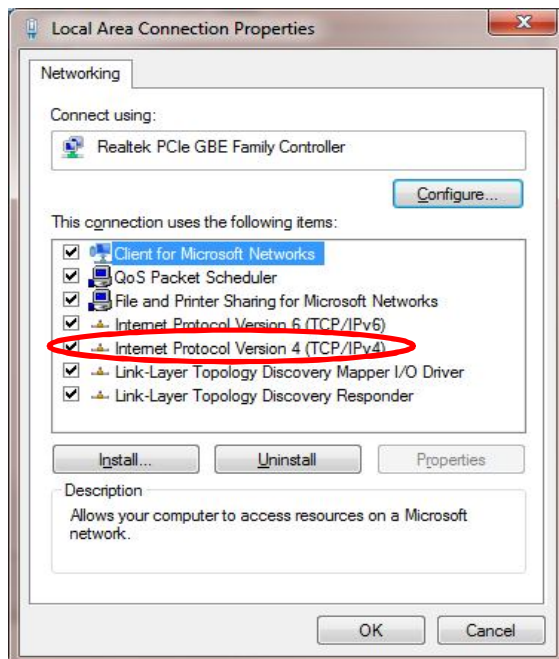 Local Area Connection Properties
Networking
Connect using:
Realtek PCIe GBE Family Controller
Configure...
This connection uses the following items:
Client for Microsoft Networks
QoS Packet Scheduler
File and Printer Sharing for Microsoft Networks
Internet Protocol Version 6 (TCP/IPv6)
Internet Protocol Version 4 (TCP/IPv4)
Link-Layer Topology Discovery Mapper I/O Driver
Link-Layer Topology Discovery Responder
Install... Uninstall Properties
Description
Allows your computer to access resources on a Microsoft
network.
OK Cancel